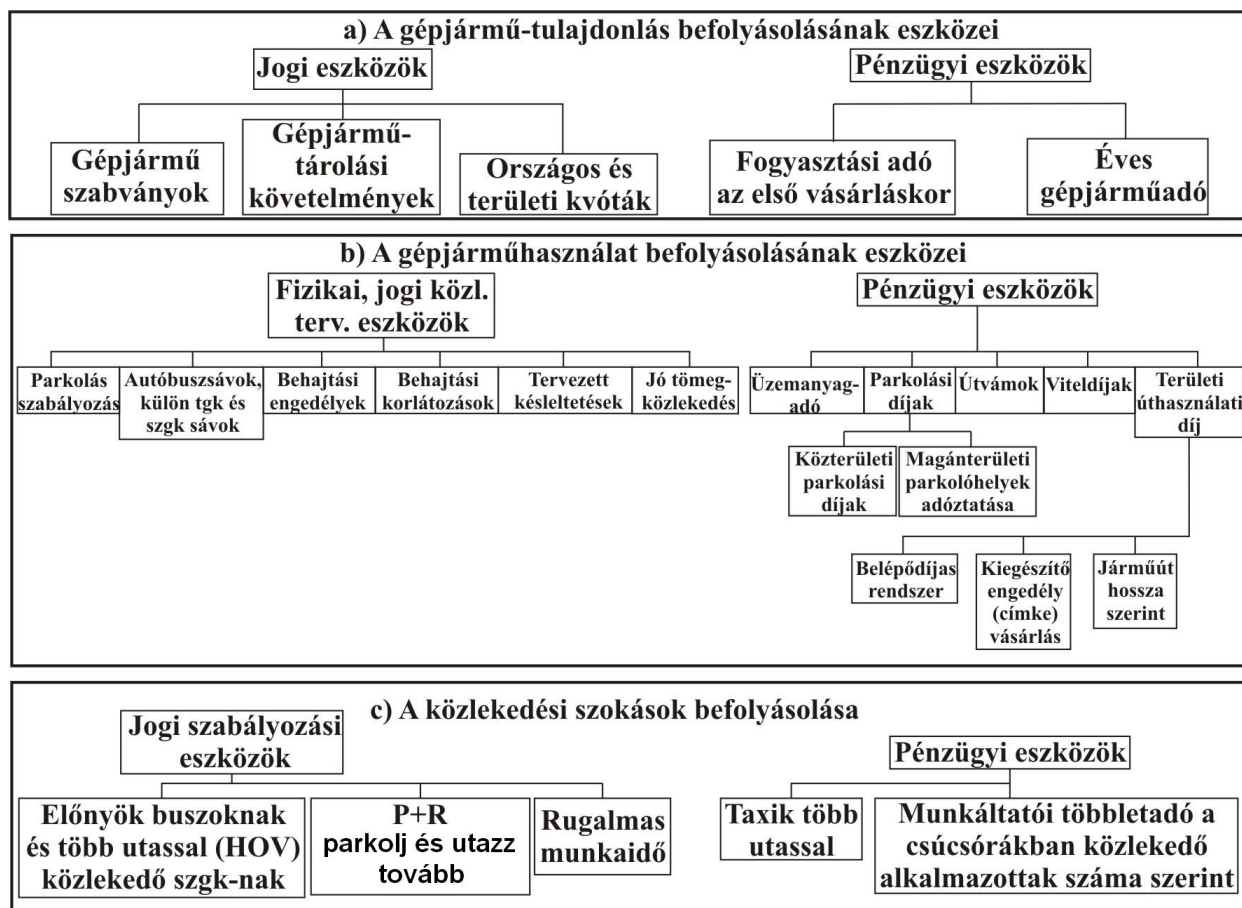 a) A gépjármű-tulajdonlás befolyásolásának eszközei
Jogi eszközök
Pénzügyi eszközök
Gépjármű
szabványok
Gépjármű-
tárolási
követelmények
Országos és
területi kvóták
Fogyasztási adó
az első vásárláskor
Éves
gépjárműadó
b) A gépjárműhasználat befolyásolásának eszközei
Fizikai, jogi közl.
terv. eszközök
Pénzügyi eszközök
Parkolás
szabályozás
Autóbuszsávok,
külön tgk és
szgk sávok
Behajtási
engedélyek
Behajtási
korlátozások
Tervezett
késleltetések
Jó tömeg-
közlekedés
Üzemanyag-
adó
Parkolási
díjak
Útvámok
Viteldíjak
Területi
úthasználati
díj
Közterületi
parkolási
díjak
Magánterületi
parkolóhelyek
adóztatása
Belépődíjas
rendszer
Kiegészítő
engedély
(címke)
vásárlás
Járműút
hossza
szerint
c) A közlekedési szokások befolyásolása
Jogi szabályozási
eszközök
Pénzügyi eszközök
Előnyök buszoknak
és több utassal (HOV)
közlekedő szgk-nak
P+R
parkolj és utazz
tovább
Rugalmas
munkaidő
Taxik több
utassal
Munkáltatói többletadó a
csúcsórákban közlekedő
alkalmazottak száma szerint